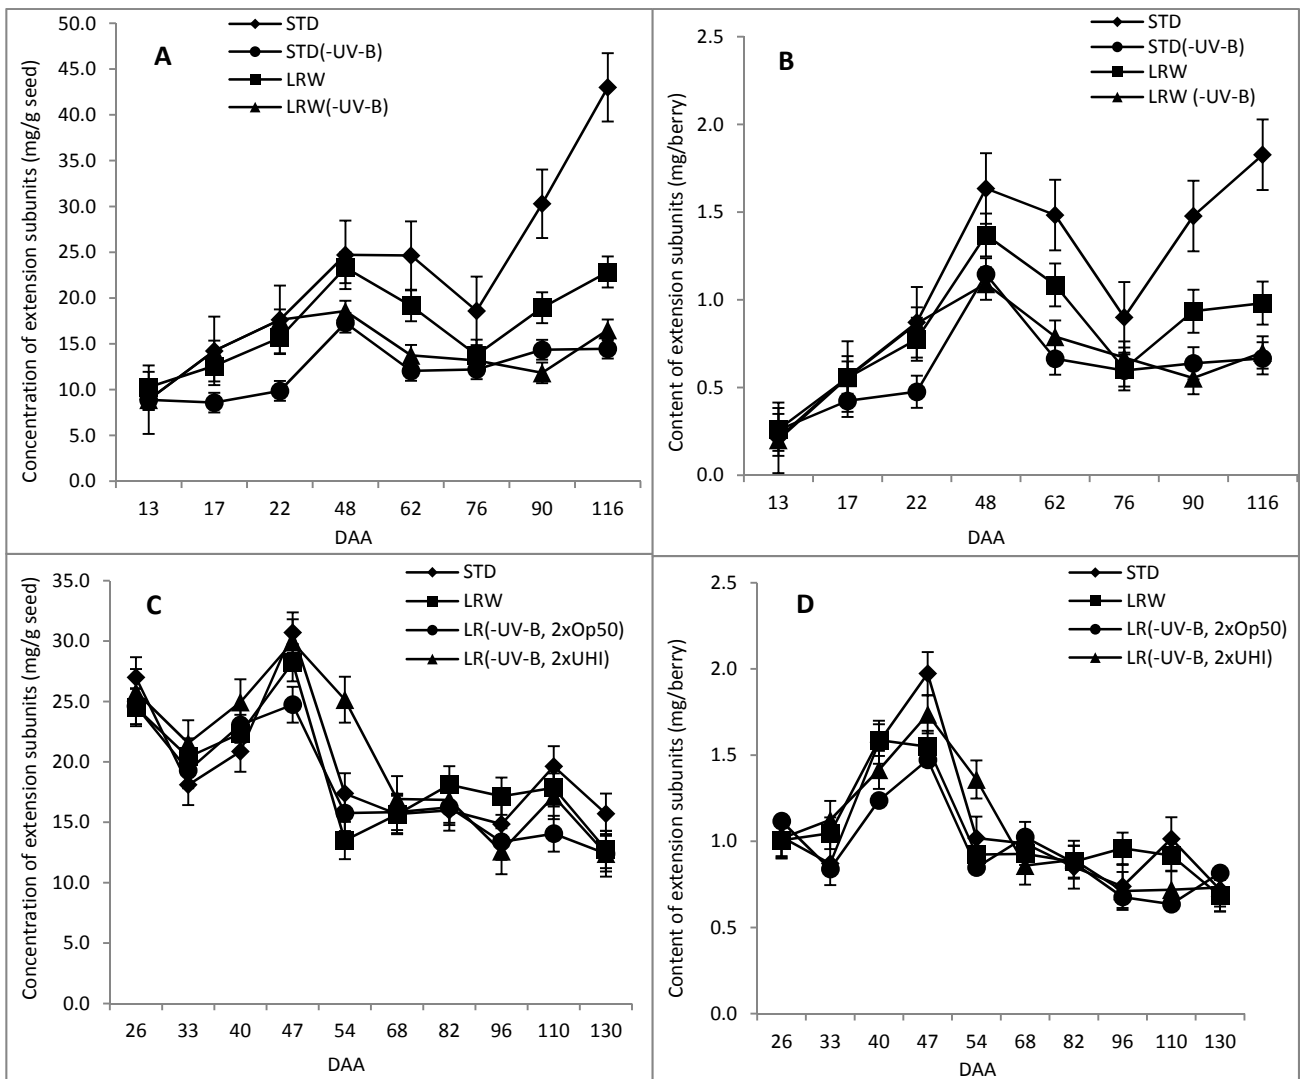 A
STD
STD(-UV-B)
LRW
LRW(-UV-B)
Concentration of extension subunits (mg/g seed)
50.0
45.0
40.0
35.0
30.0
25.0
20.0
15.0
10.0
5.0
0.0
13 17 22 48 62 76 90 116
DAA
B
STD
STD(-UV-B)
LRW
LRW (-UV-B)
Content of extension subunits (mg/berry)
2.5
2.0
1.5
1.0
0.5
0.0
13 17 22 48 62 76 90 116
DAA
C
STD
LRW
LR(-UV-B, 2xOp50)
LR(-UV-B, 2xUHI)
Concentration of extension subunits (mg/g seed)
35.0
30.0
25.0
20.0
15.0
10.0
5.0
0.0
26 33 40 47 54 68 82 96 110 130
DAA
D
STD
LRW
LR(-UV-B, 2xOp50)
LR(-UV-B, 2xUHI)
Content of extension subunits (mg/berry)
2.5
2.0
1.5
1.0
0.5
0.0
26 33 40 47 54 68 82 96 110 130
DAA